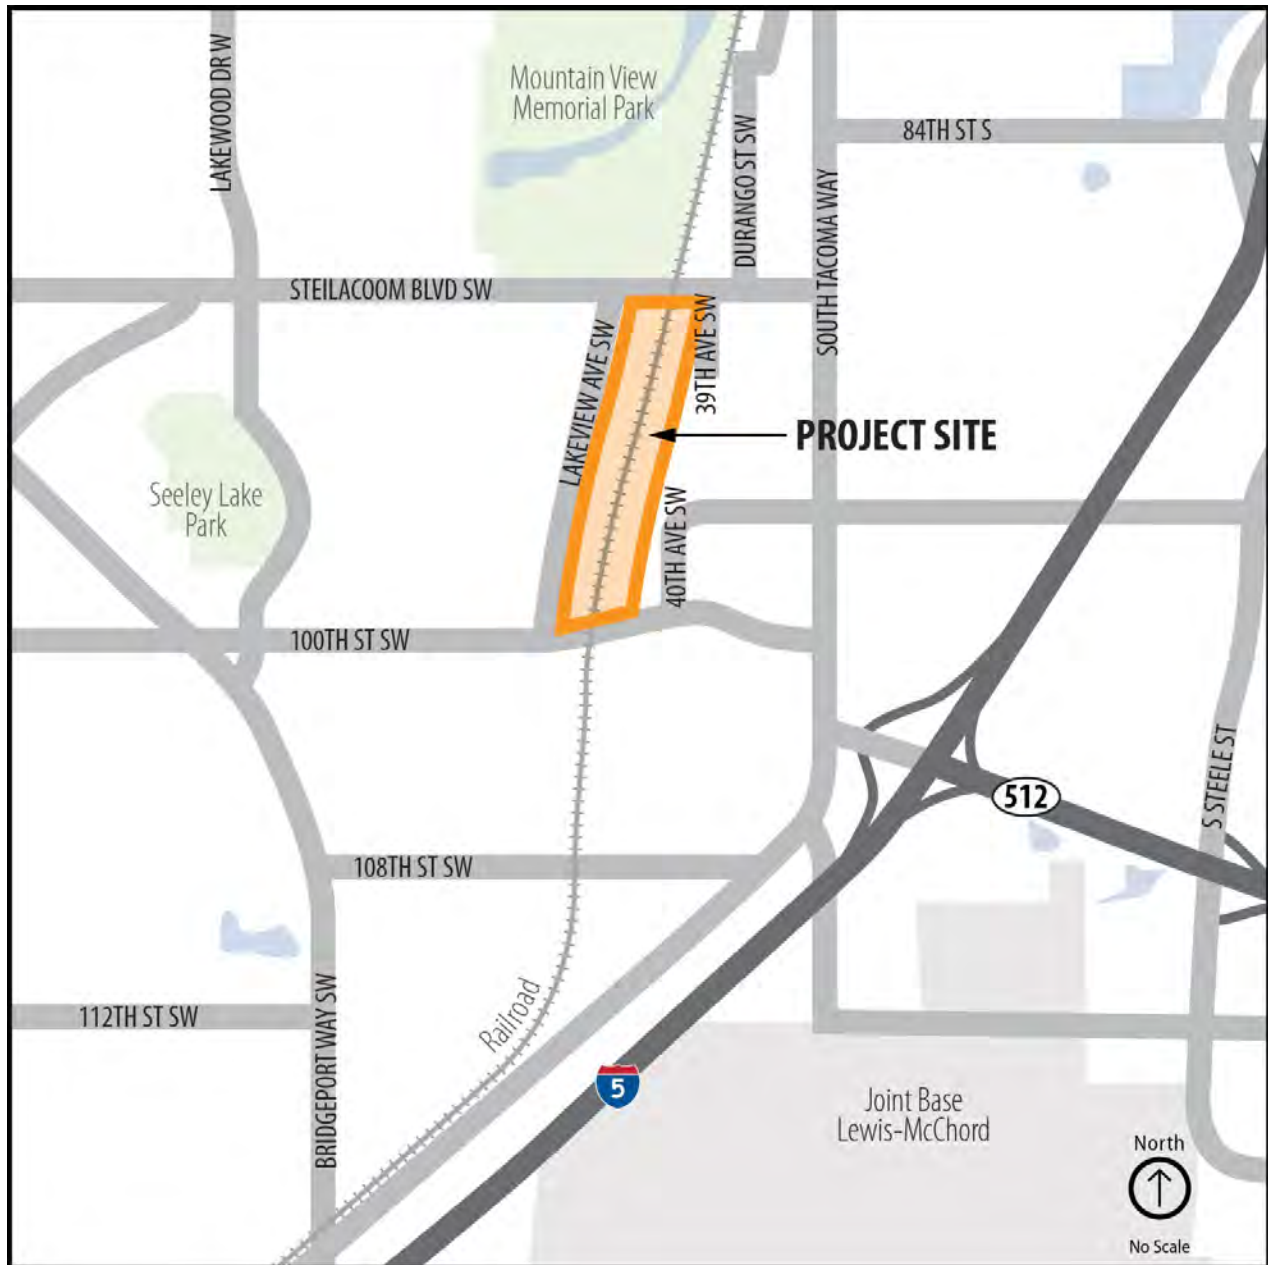 LAKEWOOD DR W
Mountain View
Memorial Park
DURANGO ST SW
SOUTH TACOMA WAY
84TH ST S
STEILACOOM BLVD SW
LAKEVIEW AVE SW
39TH AVE SW
PROJECT SITE
Seeley Lake
Park
40TH AVE SW
100TH ST SW
S STEELE ST
512
108TH ST SW
Railroad
112TH ST SW
BRIDGEPORT WAY SW
5
Joint Base
Lewis-McChord
North
No Scale